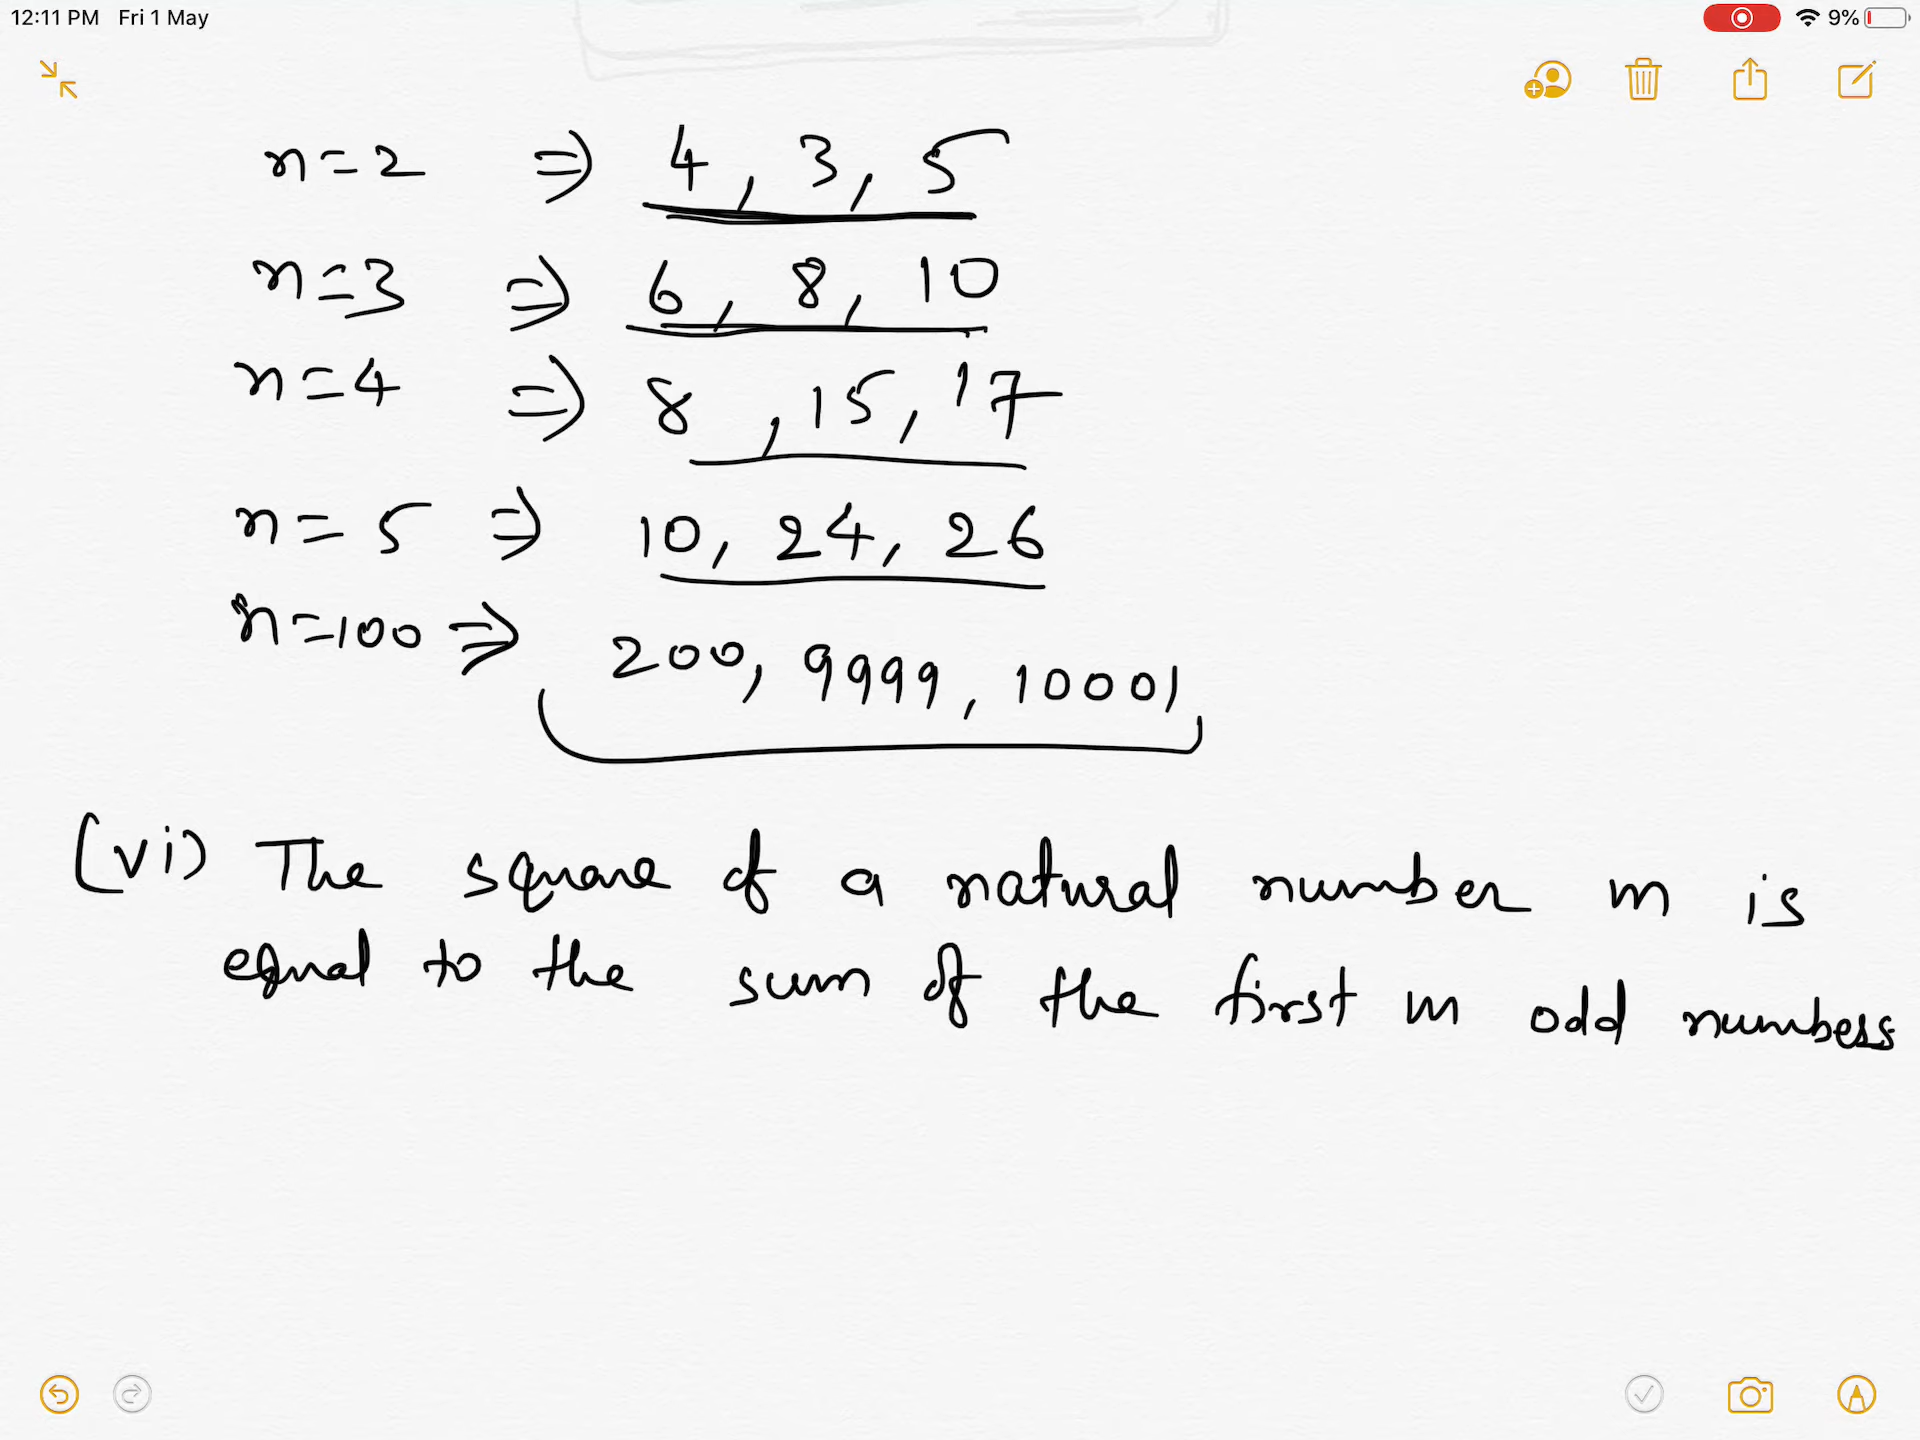 12:11 PM Fri 1 May 9%
n=2 ⇒ 4, 3, 5
n=3 ⇒ 6, 8, 10
n=4 ⇒ 8, 15, 17
n=5 ⇒ 10, 24, 26
n=100 ⇒ 200, 9999, 10001
(vi) The square of a natural number m is
equal to the sum of the first m odd numbers